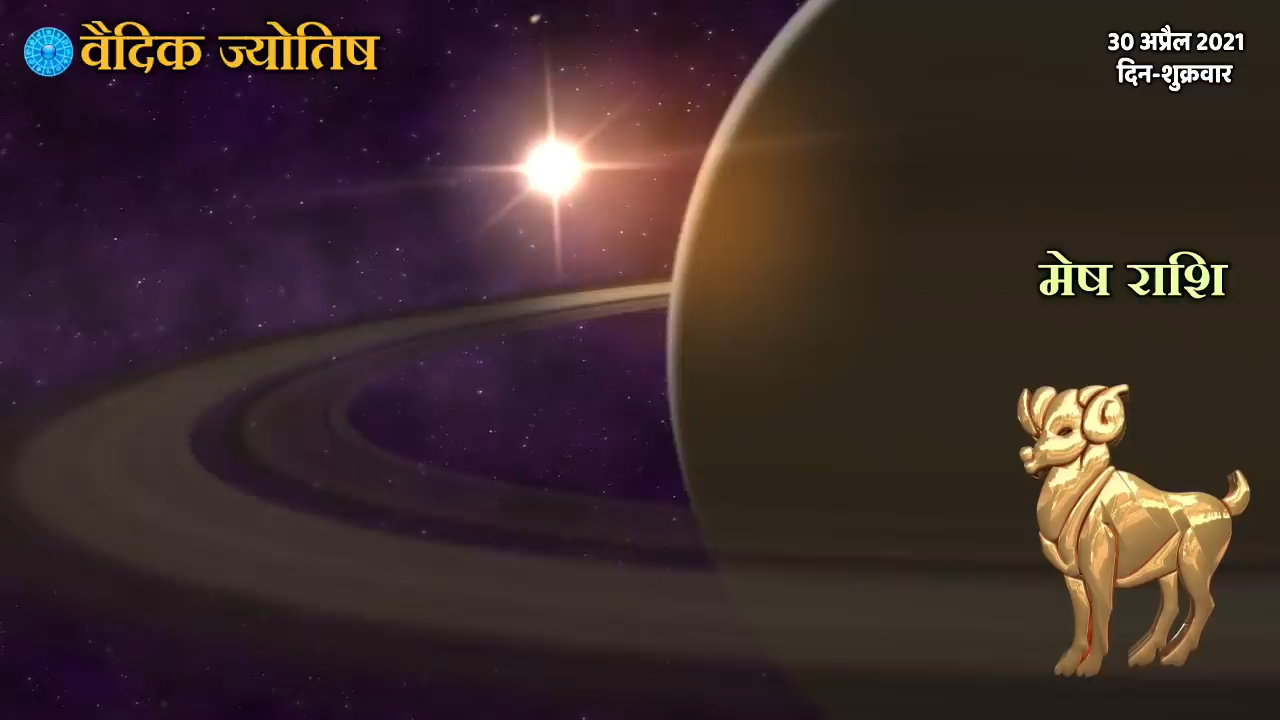 वैदिक ज्योतिष
30 अप्रैल 2021
दिन-शुक्रवार
मेष राशि